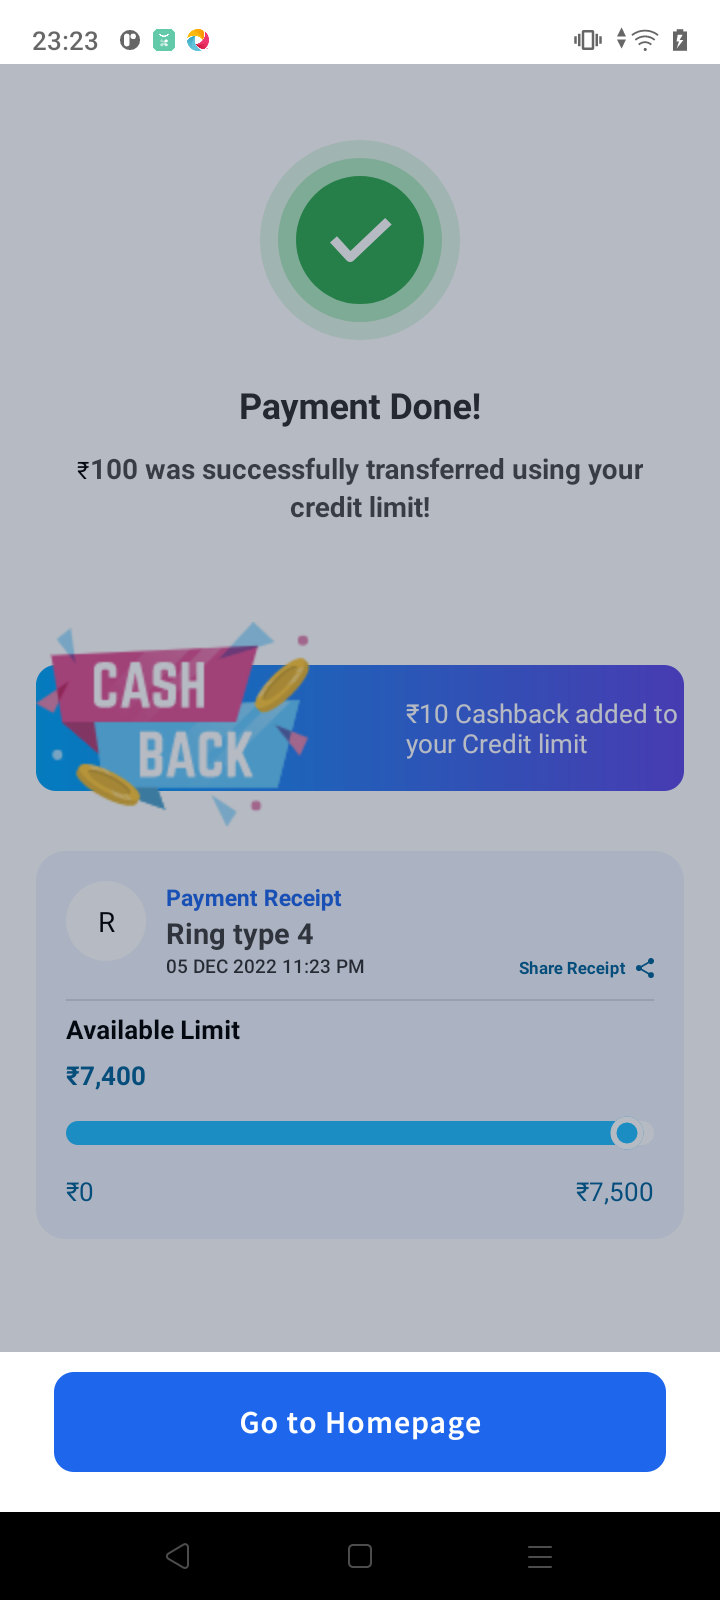 23:23
Payment Done!
₹100 was successfully transferred using your
credit limit!
CASH
BACK
₹10 Cashback added to
your Credit limit
R
Payment Receipt
Ring type 4
05 DEC 2022 11:23 PM
Share Receipt
Available Limit
₹7,400
₹0
₹7,500
Go to Homepage